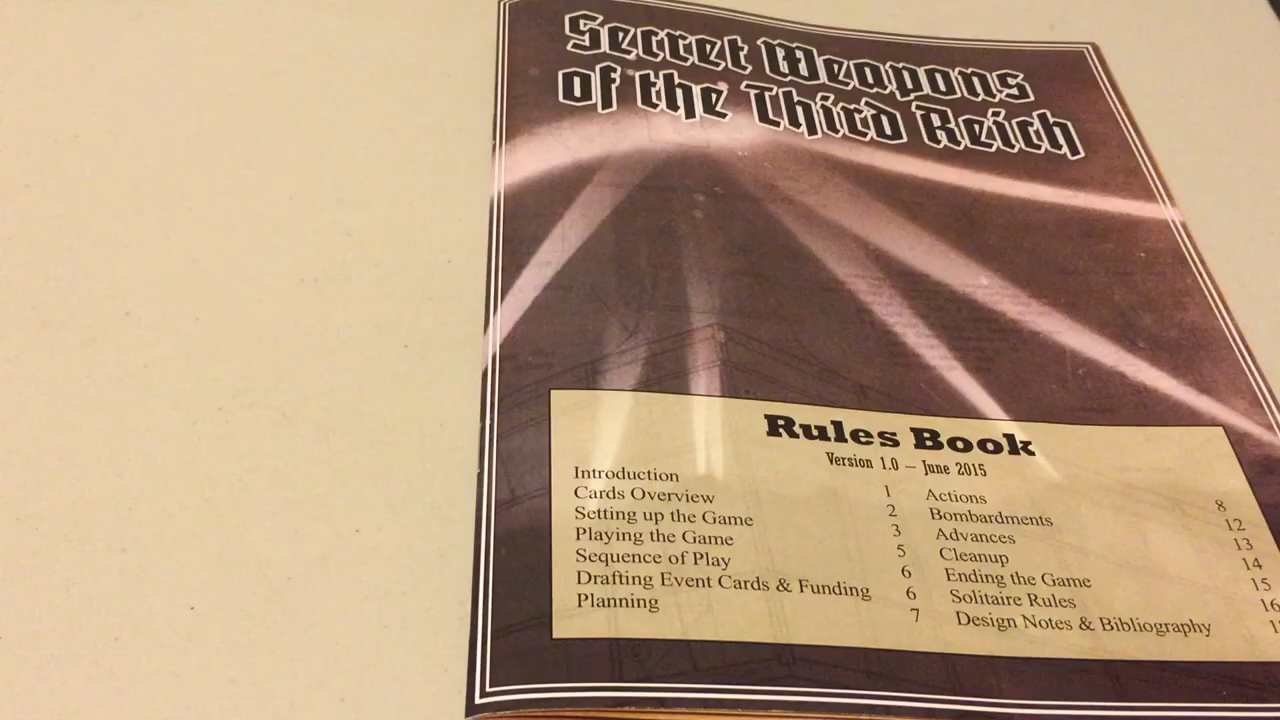 Secret Weapons
of the Third Reich
Rules Book
Version 1.0 – June 2015
Introduction 1
Cards Overview 2
Setting up the Game 3
Playing the Game 5
Sequence of Play 6
Drafting Event Cards & Funding 6
Planning 7
Actions 8
Bombardments 12
Advances 13
Cleanup 14
Ending the Game 15
Solitaire Rules 16
Design Notes & Bibliography